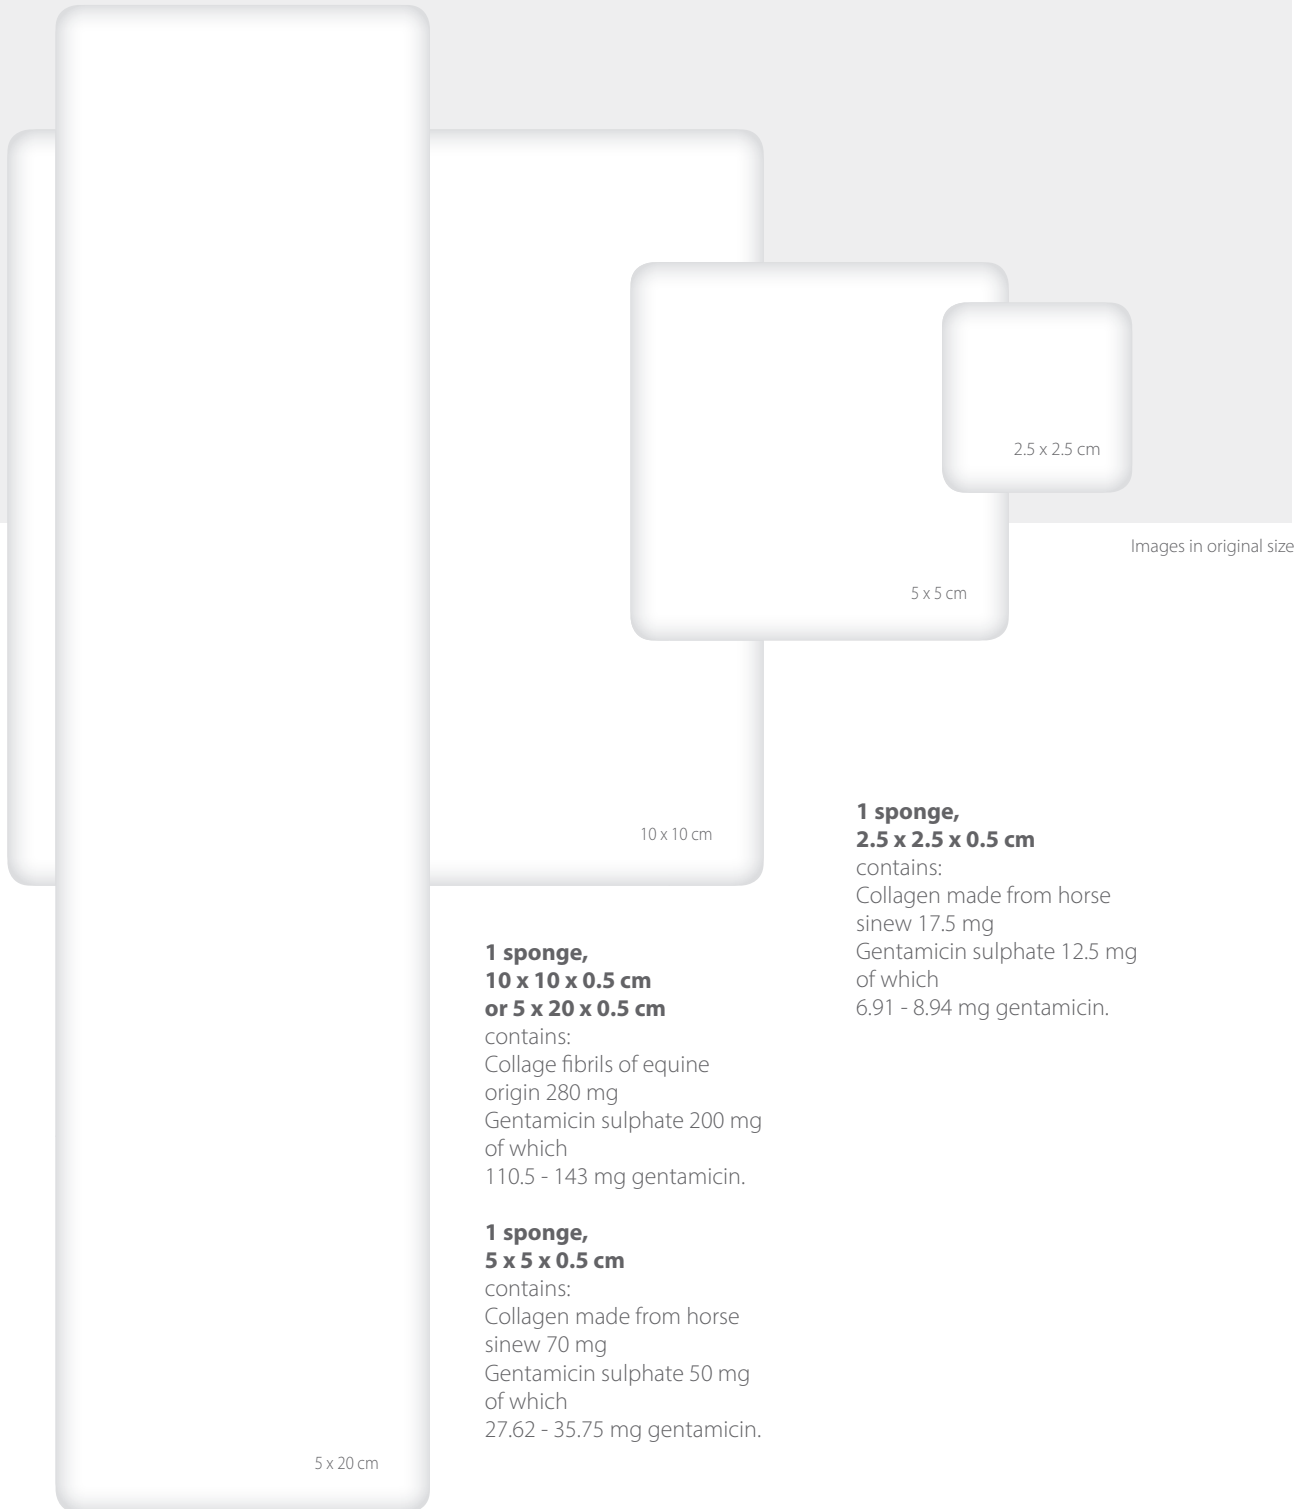 2.5 x 2.5 cm
Images in original size
5 x 5 cm
10 x 10 cm
1 sponge,
2.5 x 2.5 x 0.5 cm
contains:
Collagen made from horse
sinew 17.5 mg
Gentamicin sulphate 12.5 mg
of which
6.91 - 8.94 mg gentamicin.
1 sponge,
10 x 10 x 0.5 cm
or 5 x 20 x 0.5 cm
contains:
Collage fibrils of equine
origin 280 mg
Gentamicin sulphate 200 mg
of which
110.5 - 143 mg gentamicin.
1 sponge,
5 x 5 x 0.5 cm
contains:
Collagen made from horse
sinew 70 mg
Gentamicin sulphate 50 mg
of which
27.62 - 35.75 mg gentamicin.
5 x 20 cm